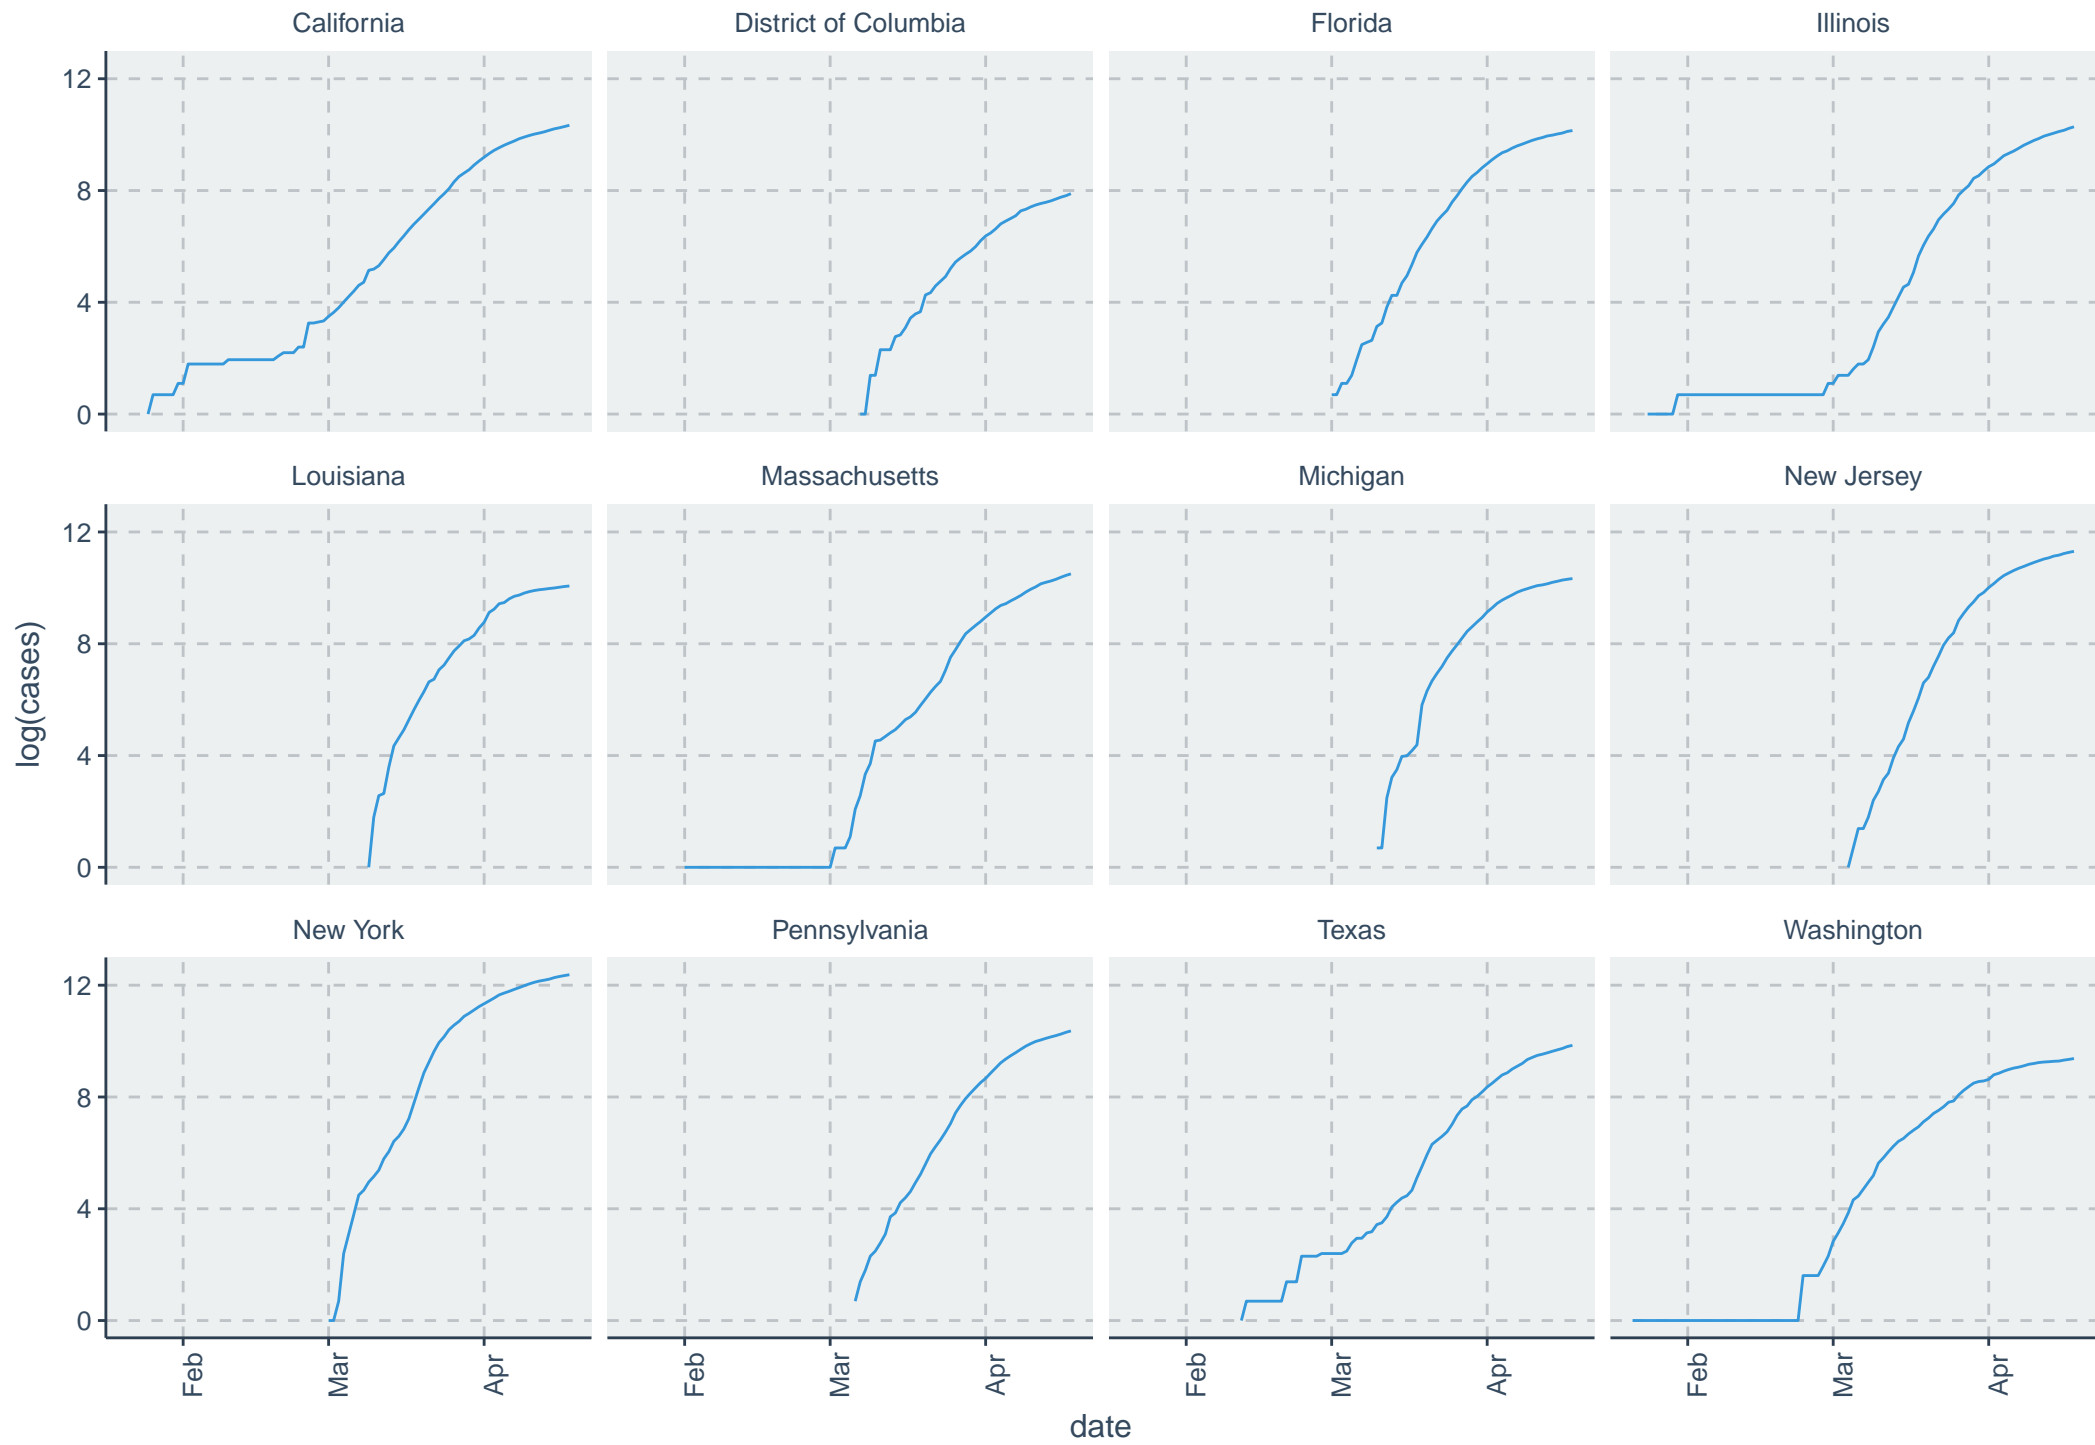 California
District of Columbia
Florida
Illinois
12
8
4
0
Louisiana
Massachusetts
Michigan
New Jersey
12
8
4
0
log(cases)
New York
Pennsylvania
Texas
Washington
12
8
4
0
Feb
Mar
Apr
Feb
Mar
Apr
Feb
Mar
Apr
Feb
Mar
Apr
date